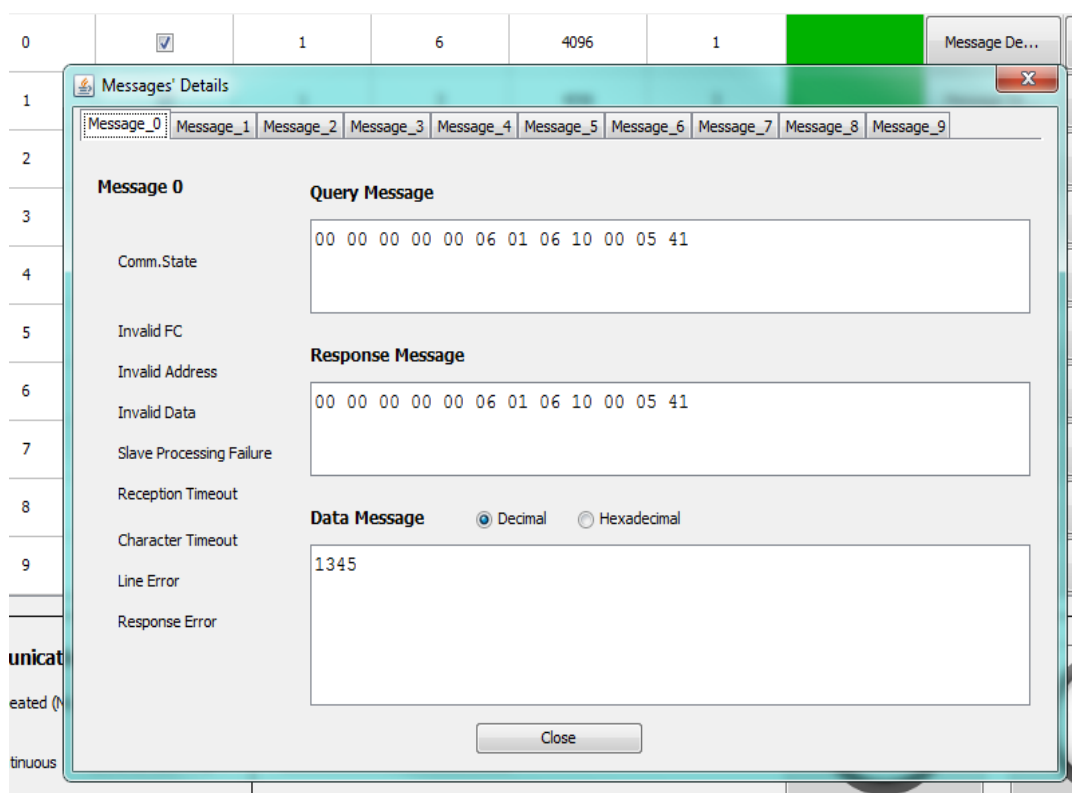 0 1 6 4096 1 Message De...
Messages' Details
1
Message_0 Message_1 Message_2 Message_3 Message_4 Message_5 Message_6 Message_7 Message_8 Message_9
2
Message 0
Query Message
3
00 00 00 00 00 06 01 06 10 00 05 41
Comm.State
4
Invalid FC
5
Response Message
Invalid Address
6
00 00 00 00 00 06 01 06 10 00 05 41
Invalid Data
7
Slave Processing Failure
Reception Timeout
8
Data Message Decimal Hexadecimal
Character Timeout
9
1345
Line Error
Response Error
unicat
eated (N
Close
tinuous